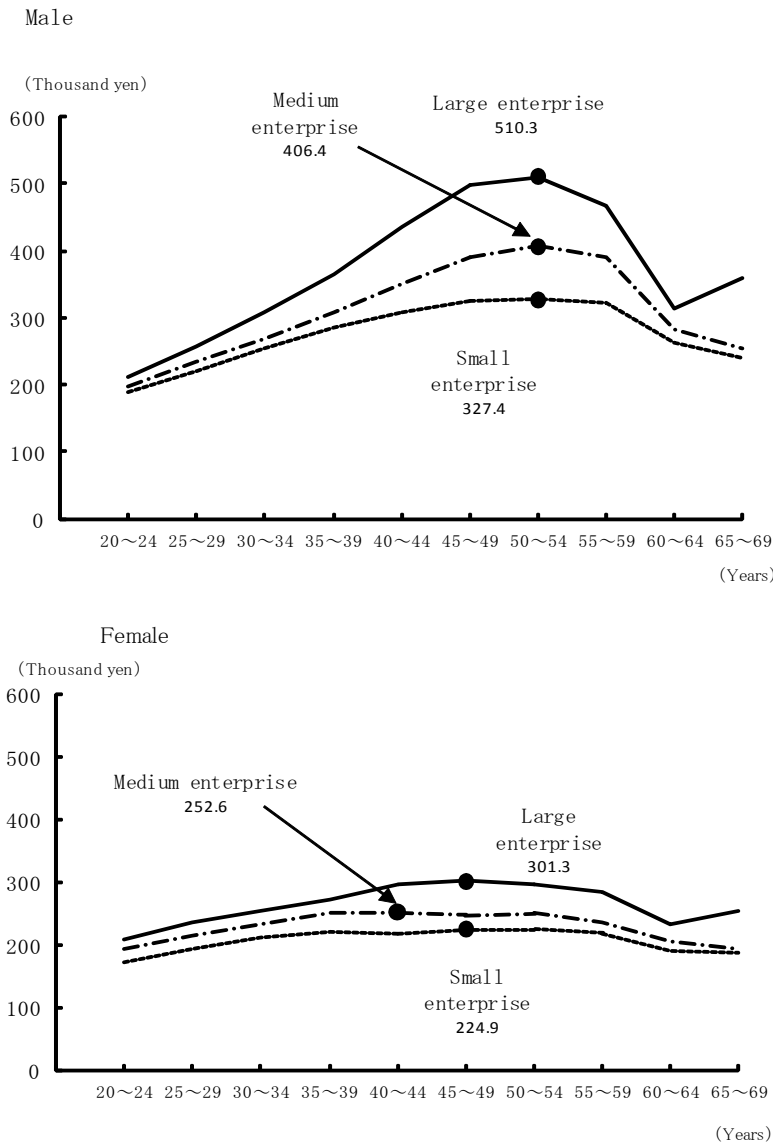 Male
(Thousand yen)
Medium
enterprise
406.4
Large enterprise
510.3
600
500
400
300
200
100
0
Small
enterprise
327.4
20～24 25～29 30～34 35～39 40～44 45～49 50～54 55～59 60～64 65～69
(Years)
Female
(Thousand yen)
600
500
400
300
200
100
0
Medium enterprise
252.6
Large
enterprise
301.3
Small
enterprise
224.9
20～24 25～29 30～34 35～39 40～44 45～49 50～54 55～59 60～64 65～69
(Years)